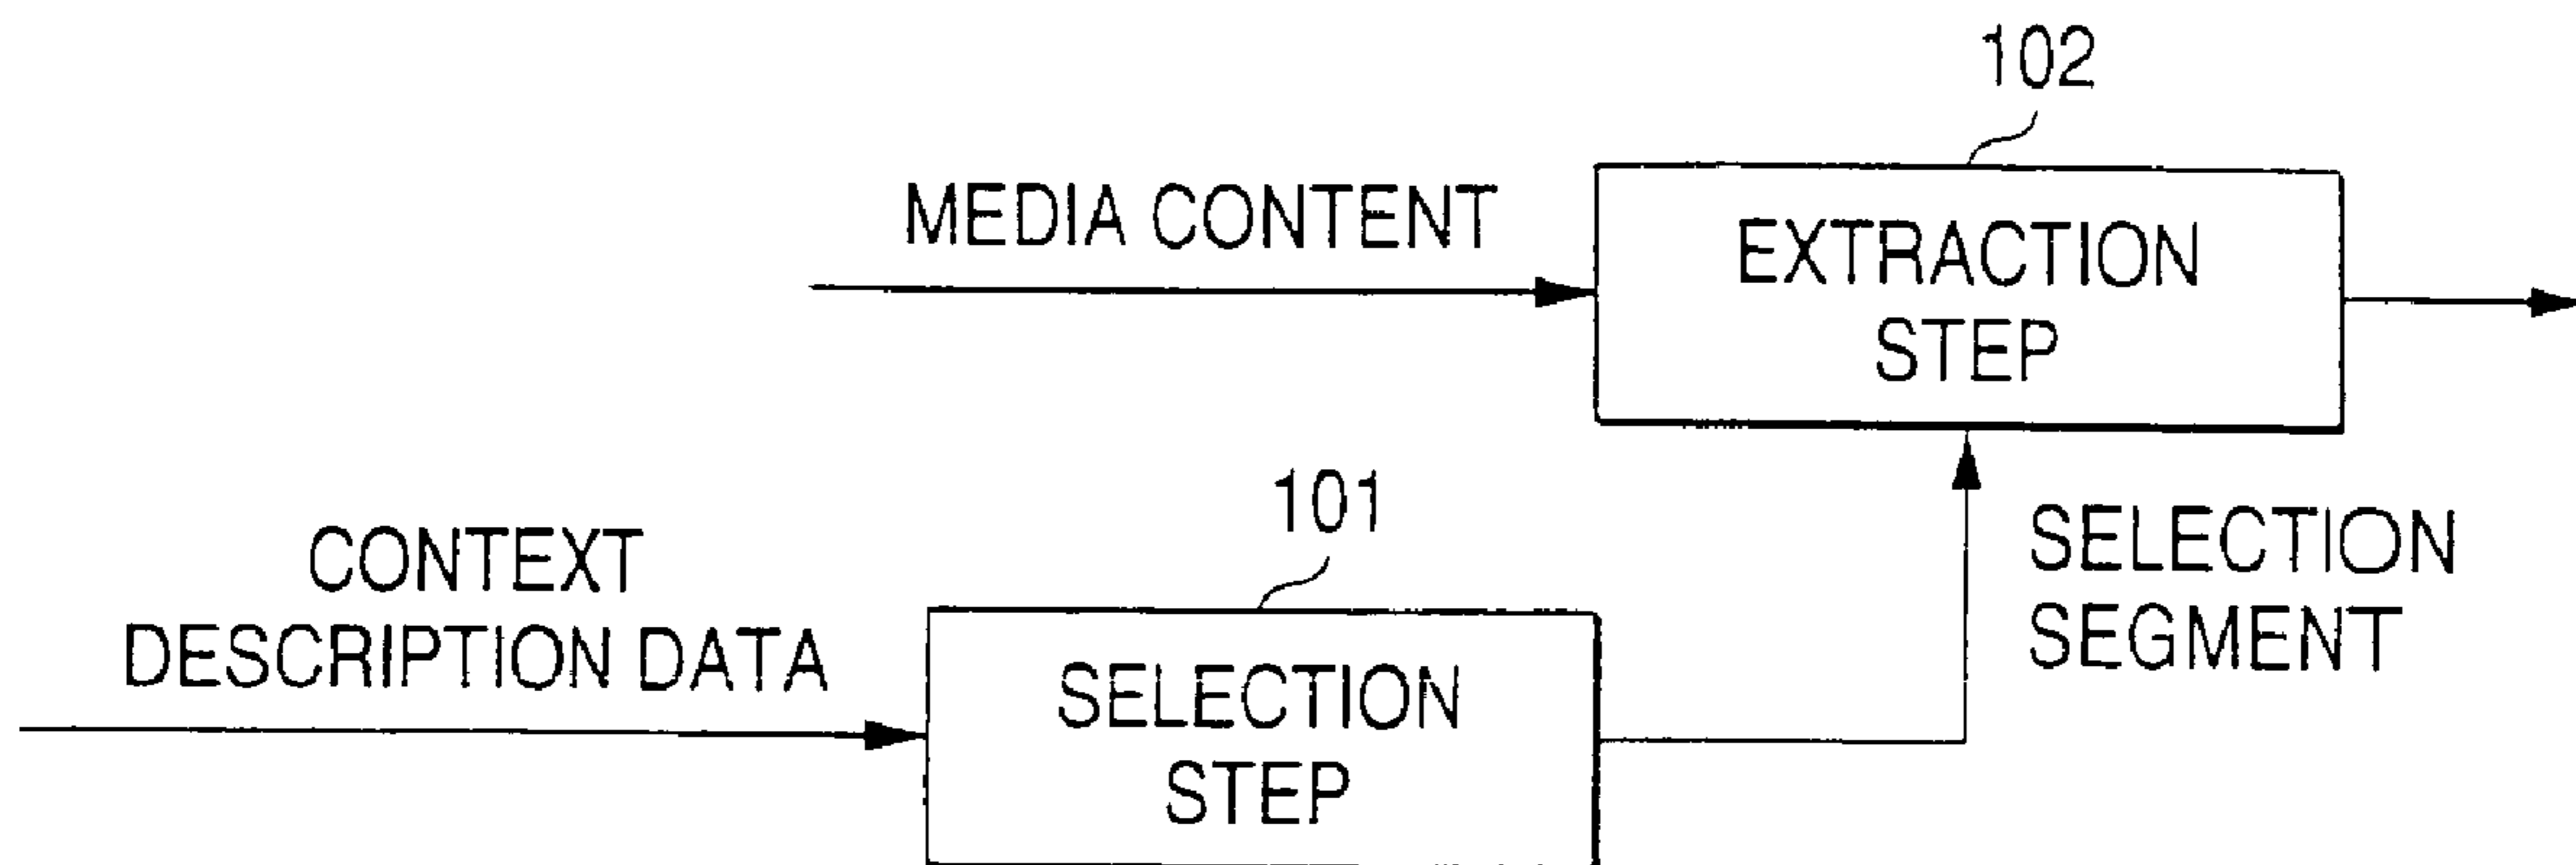 102
MEDIA CONTENT
EXTRACTION
STEP
101
SELECTION
SEGMENT
CONTEXT
DESCRIPTION DATA
SELECTION
STEP